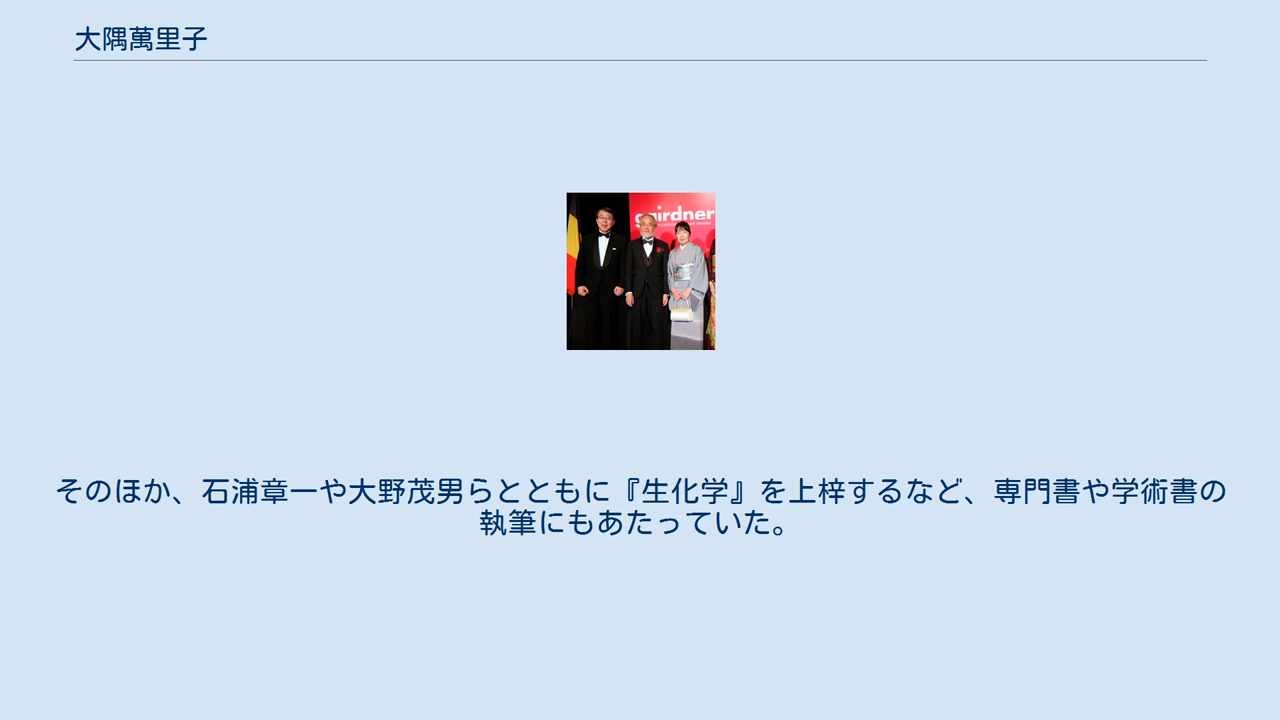 大隅萬里子
gairdner
そのほか、石浦章一や大野茂男らとともに『生化学』を上梓するなど、専門書や学術書の
執筆にもあたっていた。